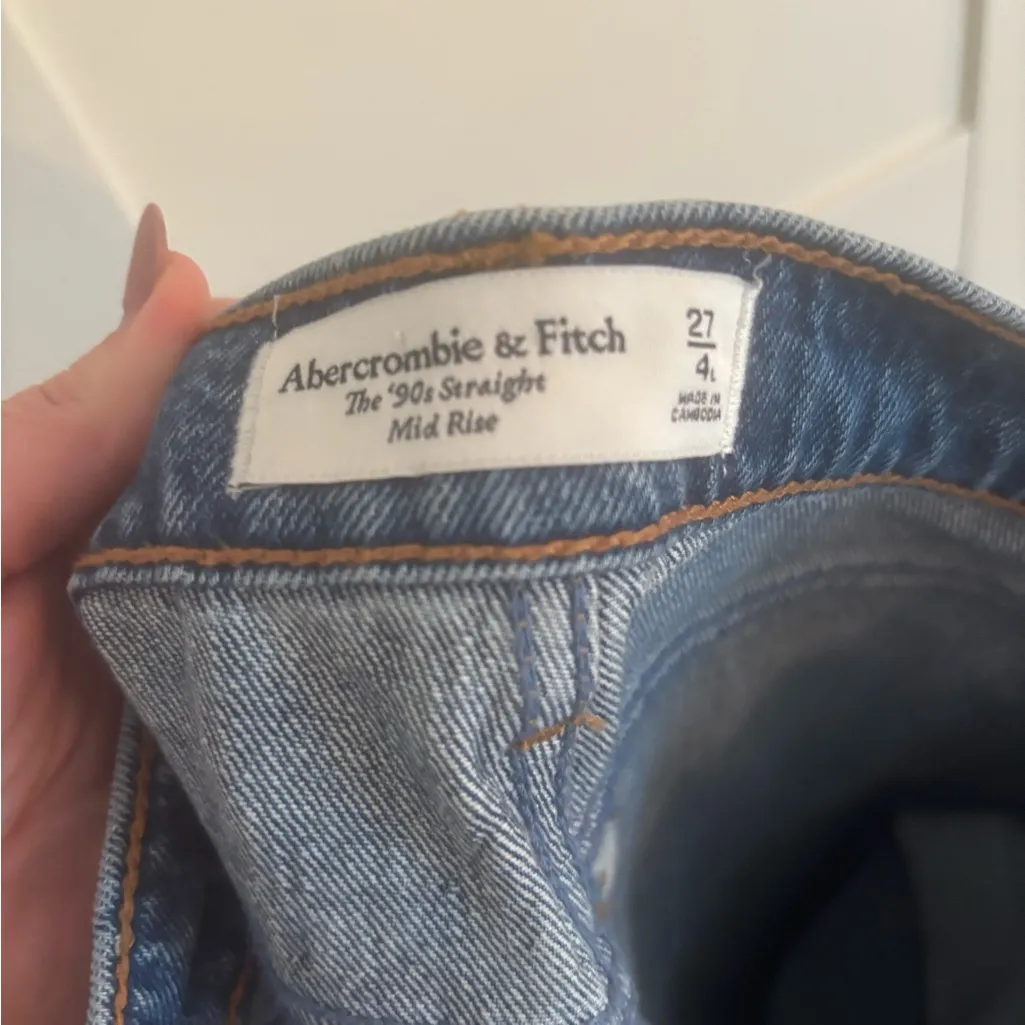 Abercrombie & Fitch
The ‘90s Straight
Mid Rise
27
4L
MADE IN
CAMBODIA